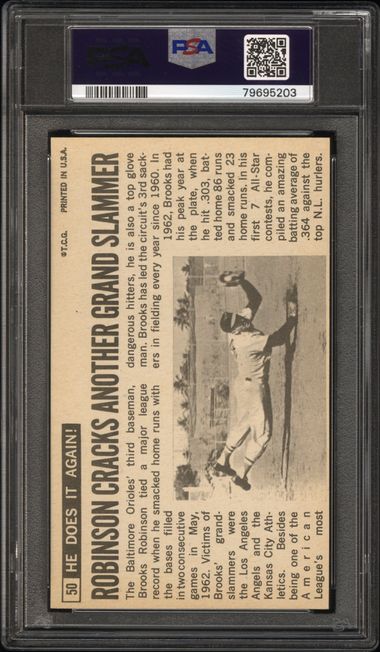 PSA
PSA
79695203
50 HE DOES IT AGAIN!
©T.C.G. PRINTED IN U.S.A.
ROBINSON CRACKS ANOTHER GRAND SLAMMER
The Baltimore Orioles' third baseman,
Brooks Robinson tied a major league
record when he smacked home runs with
the bases filled
in two consecutive
games in May,
1962. Victims of
Brooks' grand-
slammers were
the Los Angeles
Angels and the
Kansas City Ath-
letics. Besides
being one of the
American
League's most
dangerous hitters, he is also a top glove
man. Brooks has led the circuit's 3rd sack-
ers in fielding every year since 1960. In
1962, Brooks had
his peak year at
the plate, when
he hit .303, bat-
ted home 86 runs
and smacked 23
home runs. In his
first 7 All-Star
contests, he com-
piled an amazing
batting average of
.364 against the
top N.L. hurlers.